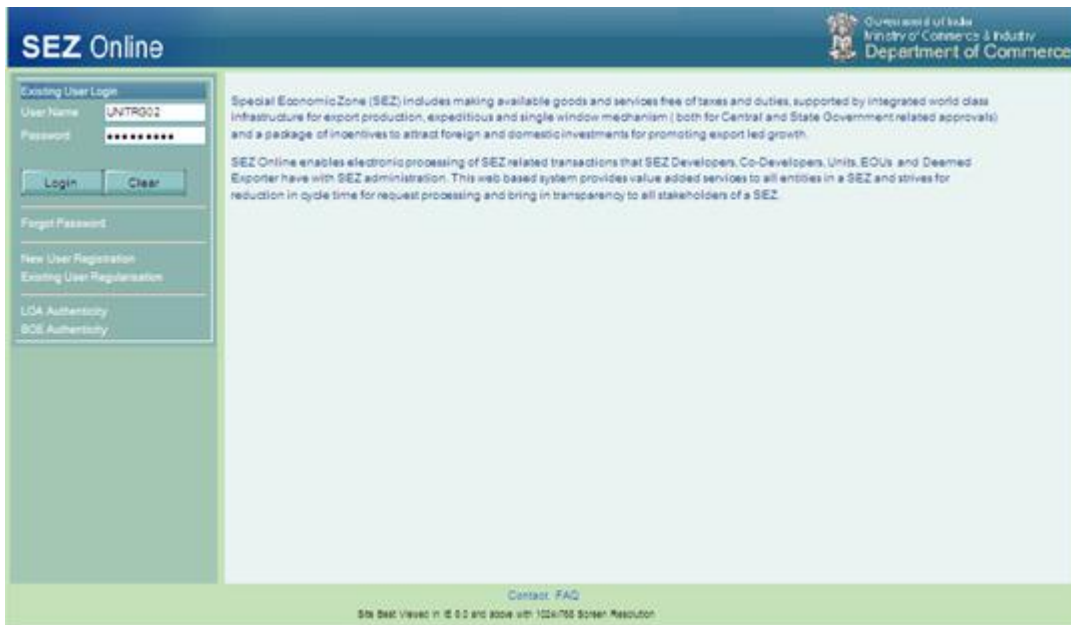 SEZ Online
Government of India
Ministry of Commerce & Industry
Department of Commerce
Existing User Login
User Name UNITRG02
Password •••••••••
Login Clear
Forgot Password
New User Registration
Existing User Regularisation
LOA Authenticity
BOE Authenticity
Special Economic Zone (SEZ) includes making available goods and services free of taxes and duties, supported by integrated world class
infrastructure for export production, expeditious and single window mechanism ( both for Central and State Government related approvals)
and a package of incentives to attract foreign and domestic investments for promoting export led growth.
SEZ Online enables electronic processing of SEZ related transactions that SEZ Developers, Co-Developers, Units, EOUs and Deemed
Exporter have with SEZ administration. This web based system provides value added services to all entities in a SEZ and strives for
reduction in cycle time for request processing and bring in transparency to all stakeholders of a SEZ.
Contact FAQ
Site Best Viewed in IE 6.0 and above with 1024/768 Screen Resolution